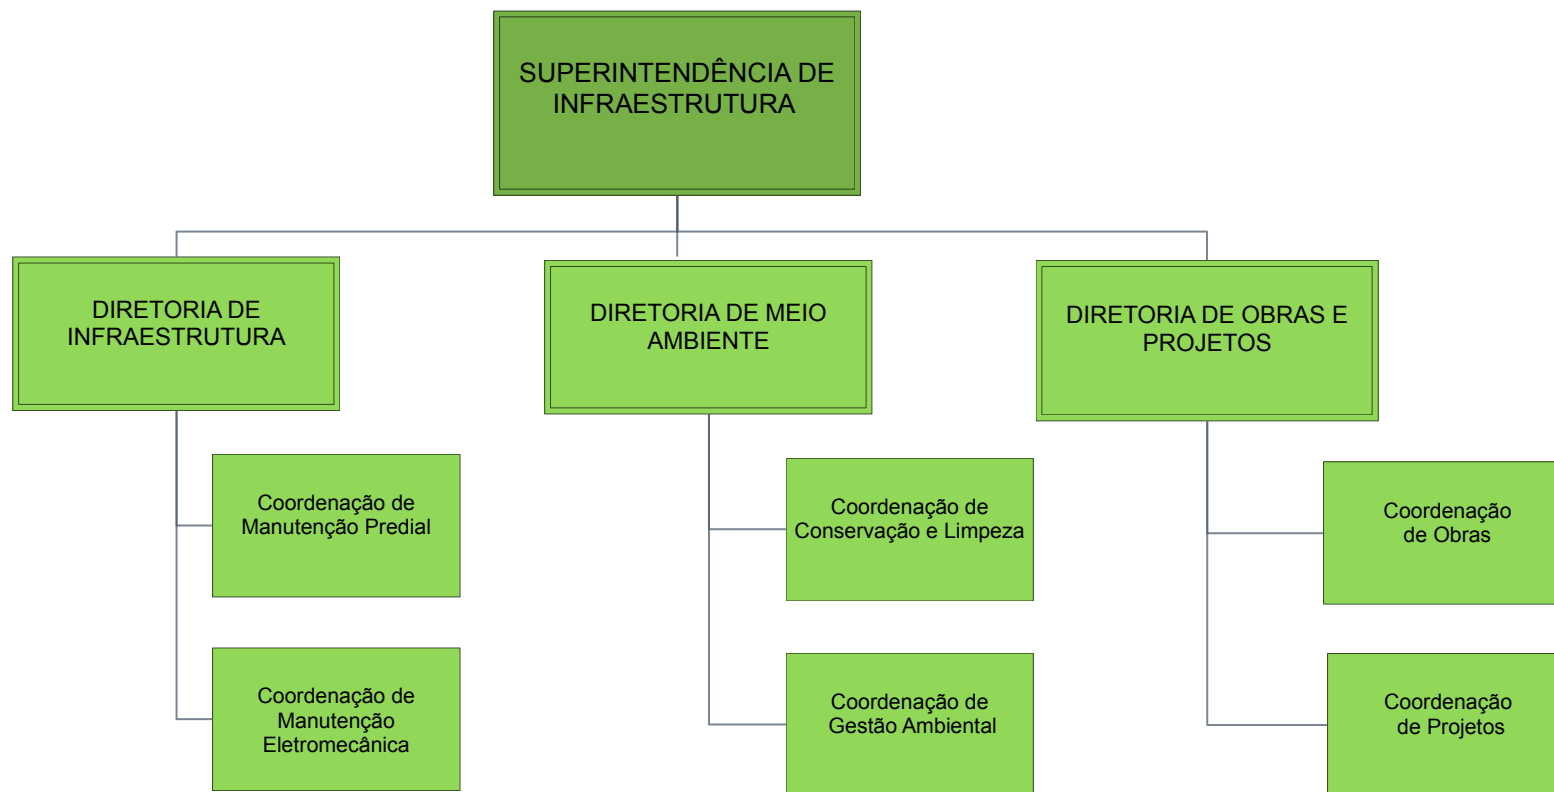 SUPERINTENDÊNCIA DE
INFRAESTRUTURA
DIRETORIA DE
INFRAESTRUTURA
DIRETORIA DE MEIO
AMBIENTE
DIRETORIA DE OBRAS E
PROJETOS
Coordenação de
Manutenção Predial
Coordenação de
Conservação e Limpeza
Coordenação
de Obras
Coordenação de
Manutenção
Eletromecânica
Coordenação de
Gestão Ambiental
Coordenação
de Projetos